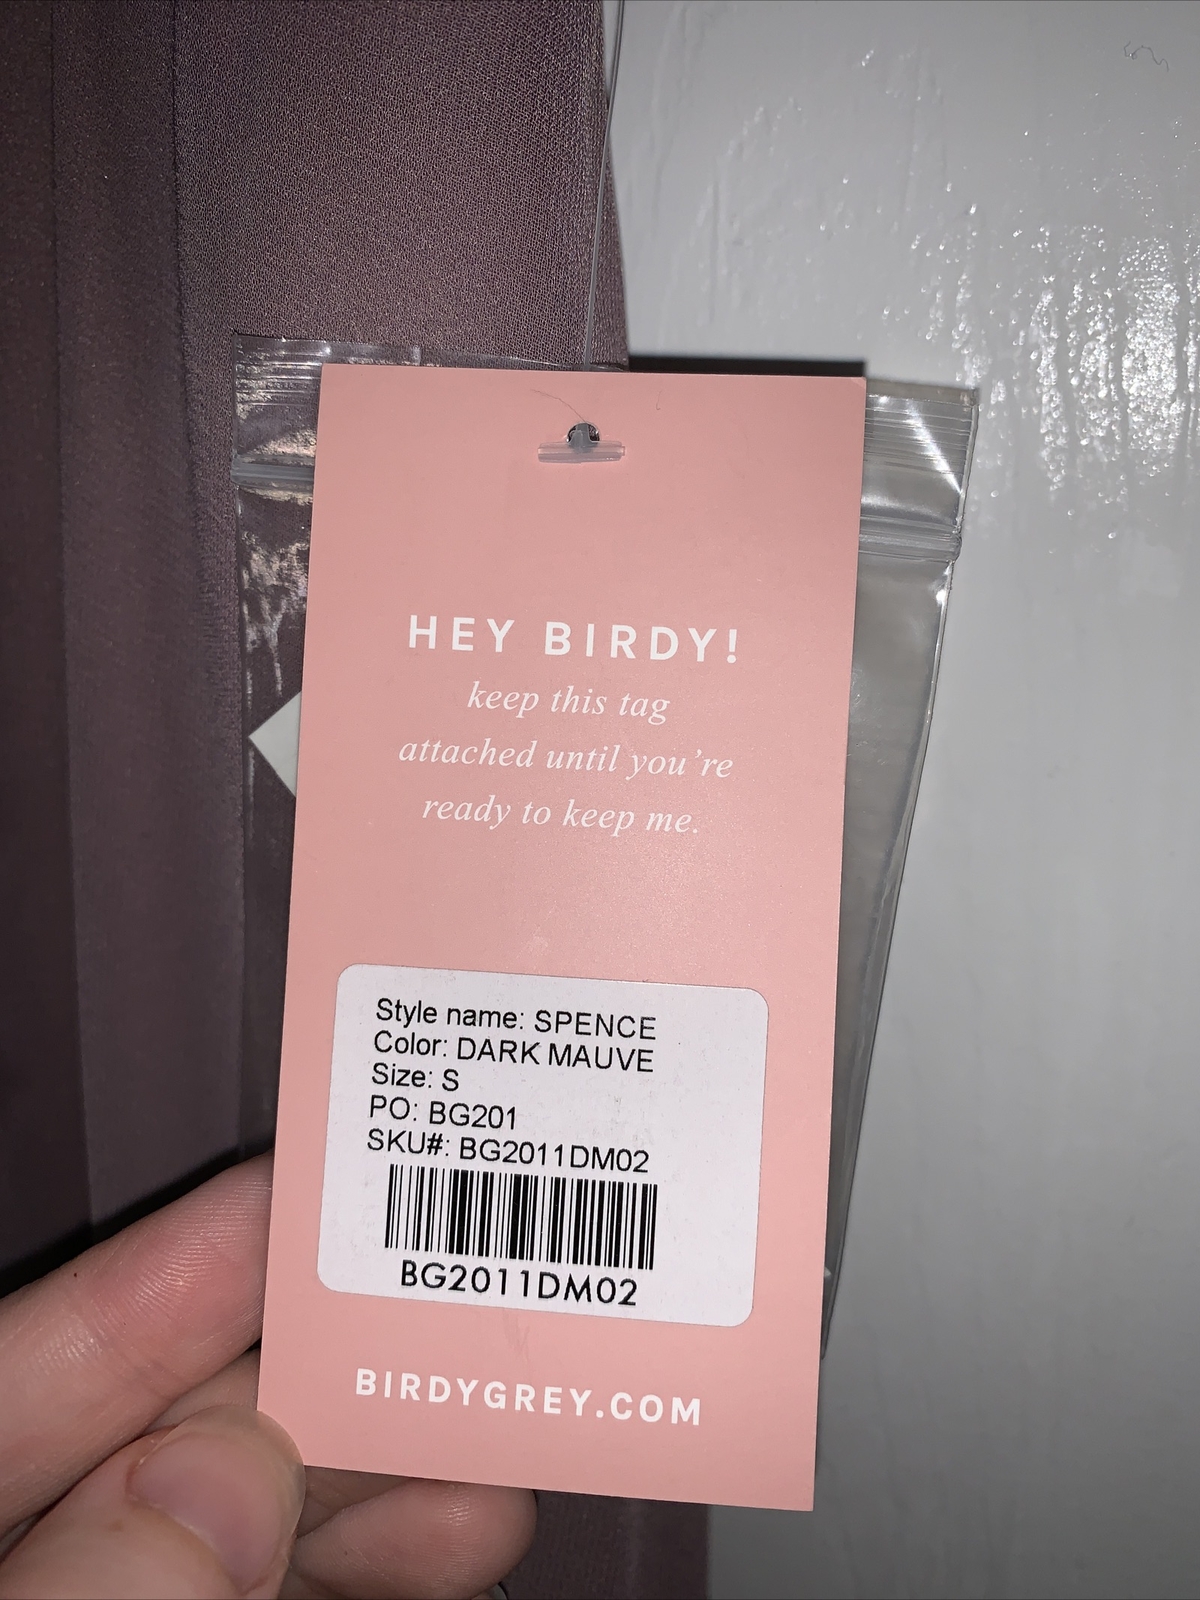 HEY BIRDY!
keep this tag
attached until you're
ready to keep me.
Style name: SPENCE
Color: DARK MAUVE
Size: S
PO: BG201
SKU#: BG2011DM02
BG2011DM02
BIRDYGREY.COM